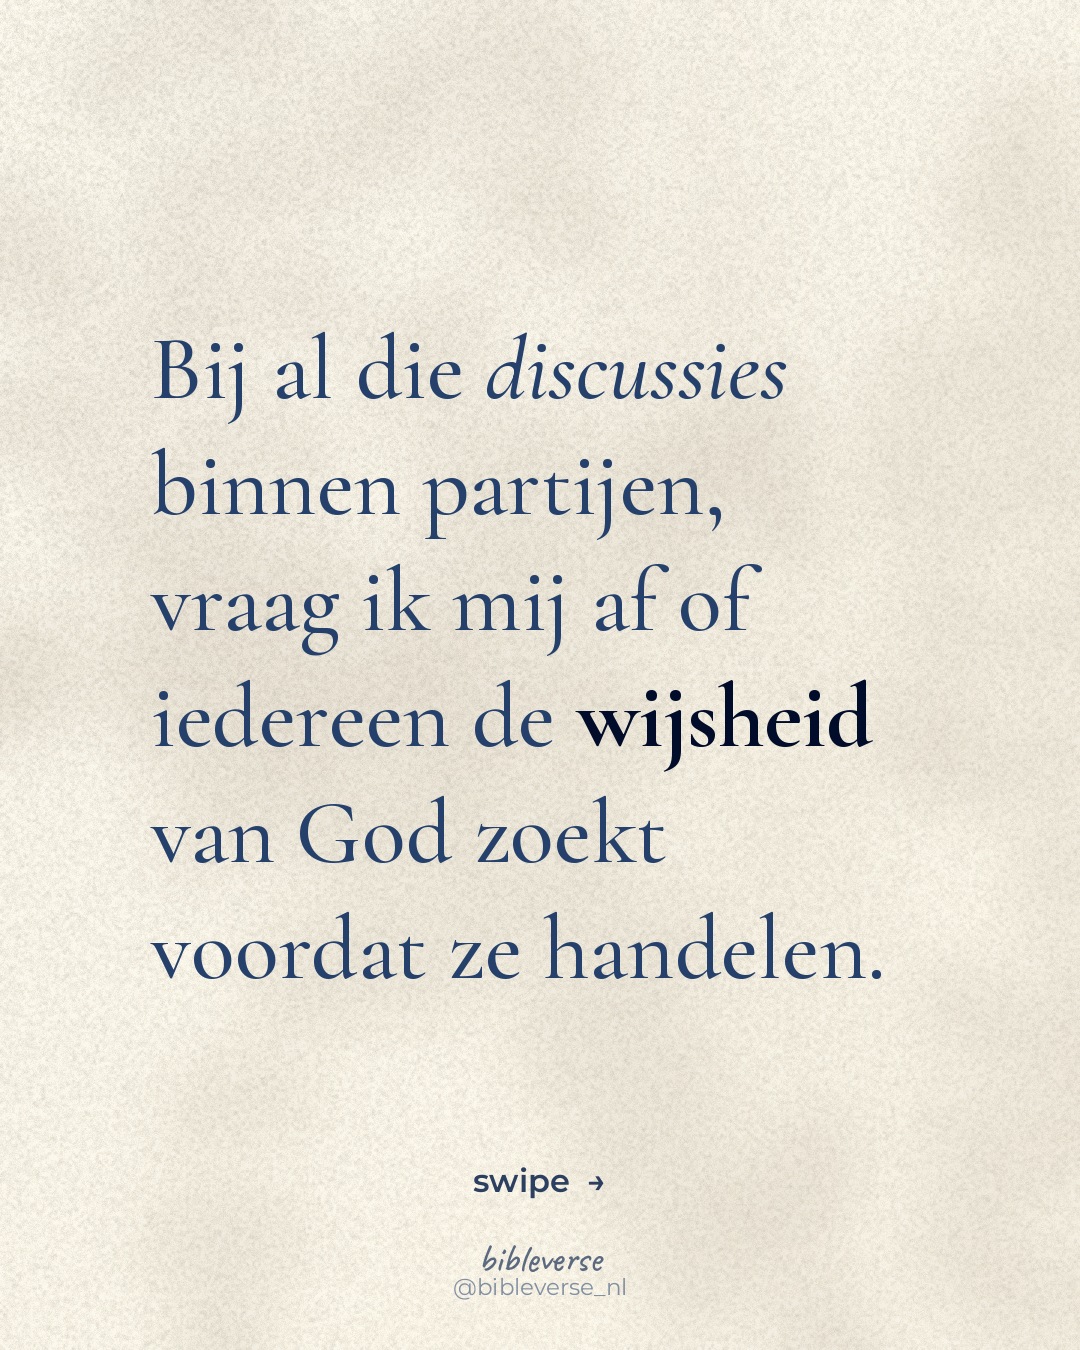 Bij al die discussies
binnen partijen,
vraag ik mij af of
iedereen de wijsheid
van God zoekt
voordat ze handelen.
swipe →
bibleverse
@bibleverse_nl